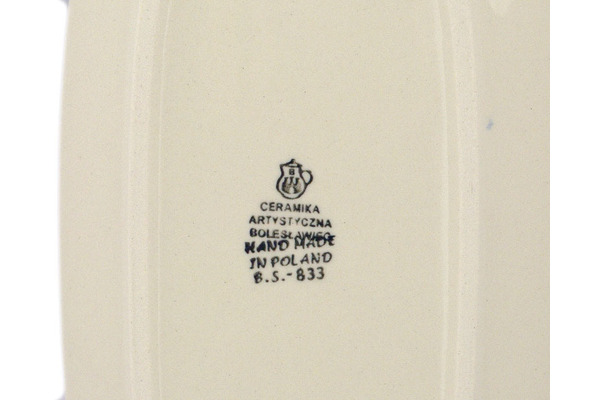 CERAMIKA
ARTYSTYCZNA
BOLESŁAWIEC
HAND MADE
IN POLAND
B.S.-833